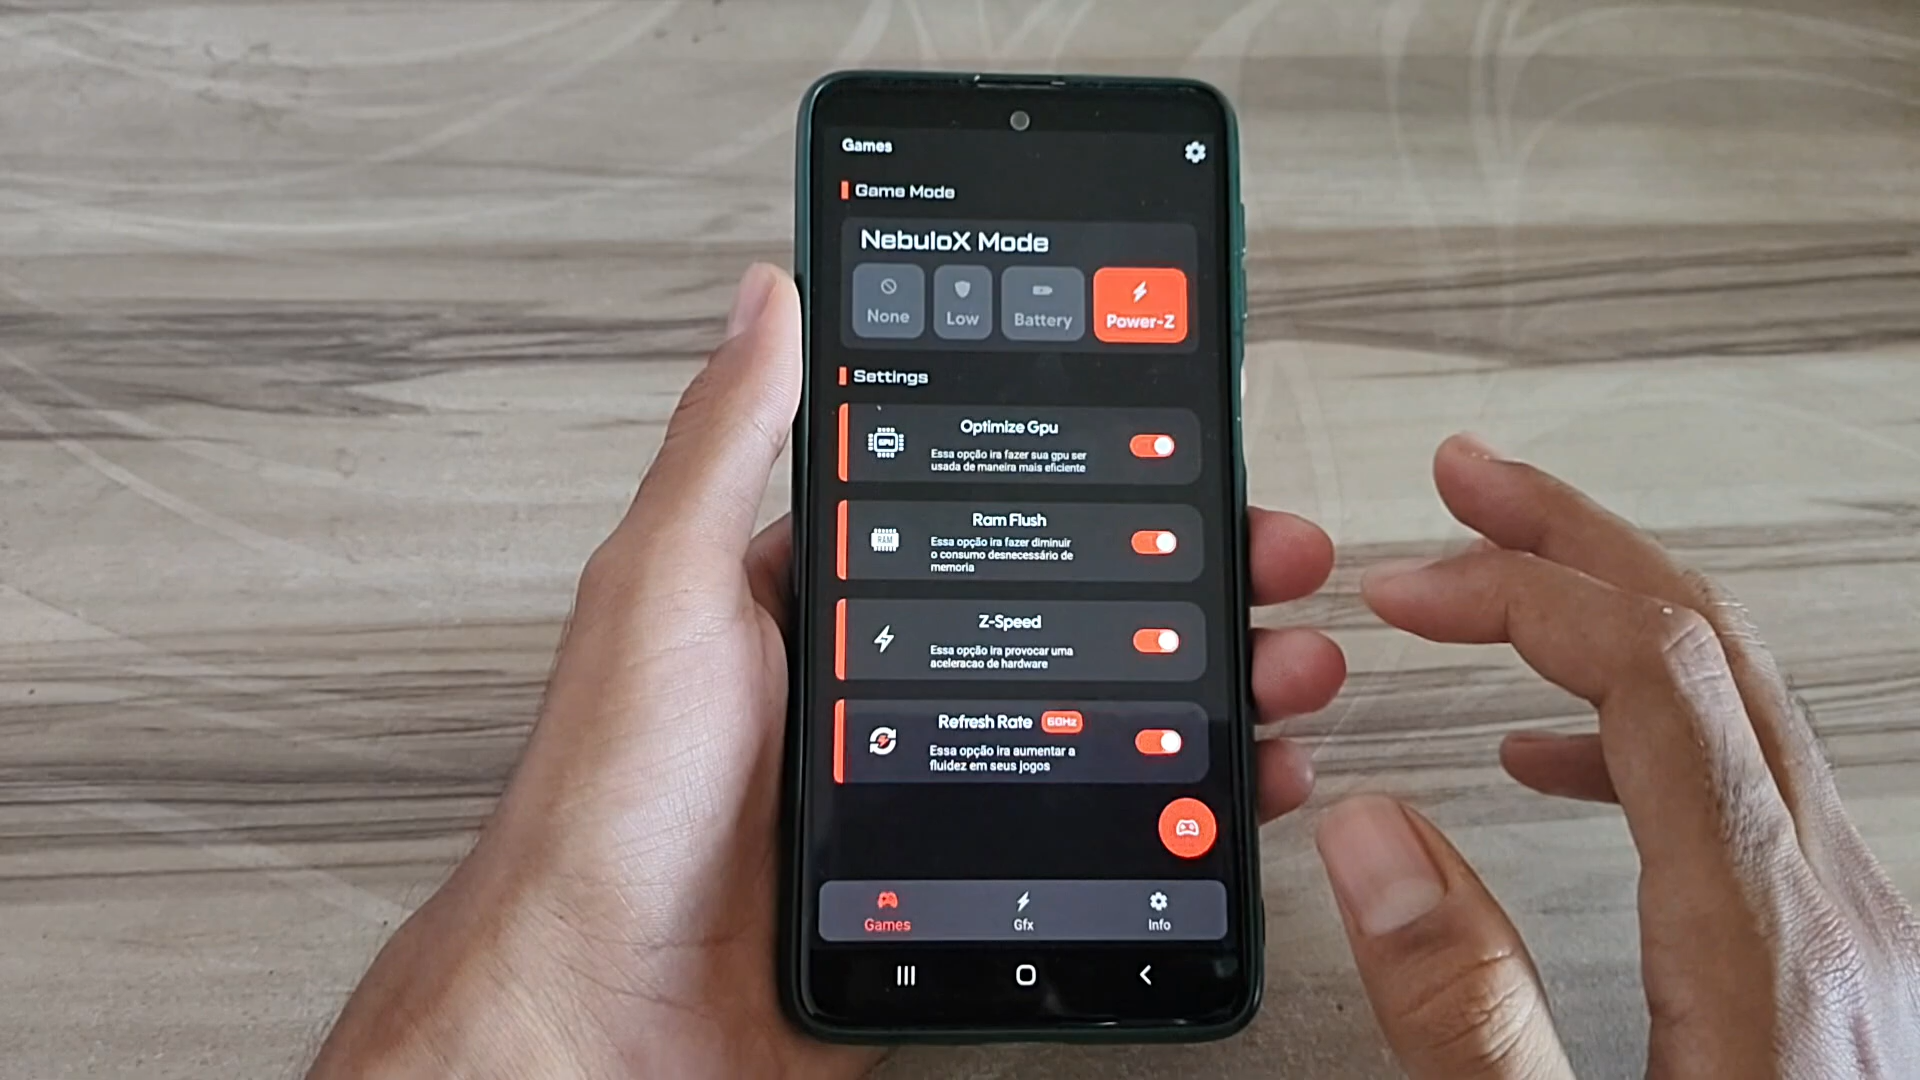 Games
Game Mode
NebuloX Mode
None
Low
Battery
Power-Z
Settings
GPU
Optimize Gpu
Essa opção ira fazer sua gpu ser
usada de maneira mais eficiente
RAM
Ram Flush
Essa opção ira fazer diminuir
o consumo desnecessário de
memoria
Z-Speed
Essa opção ira provocar uma
aceleracao de hardware
Refresh Rate 60Hz
Essa opção ira aumentar a
fluidez em seus jogos
Games
Gfx
Info